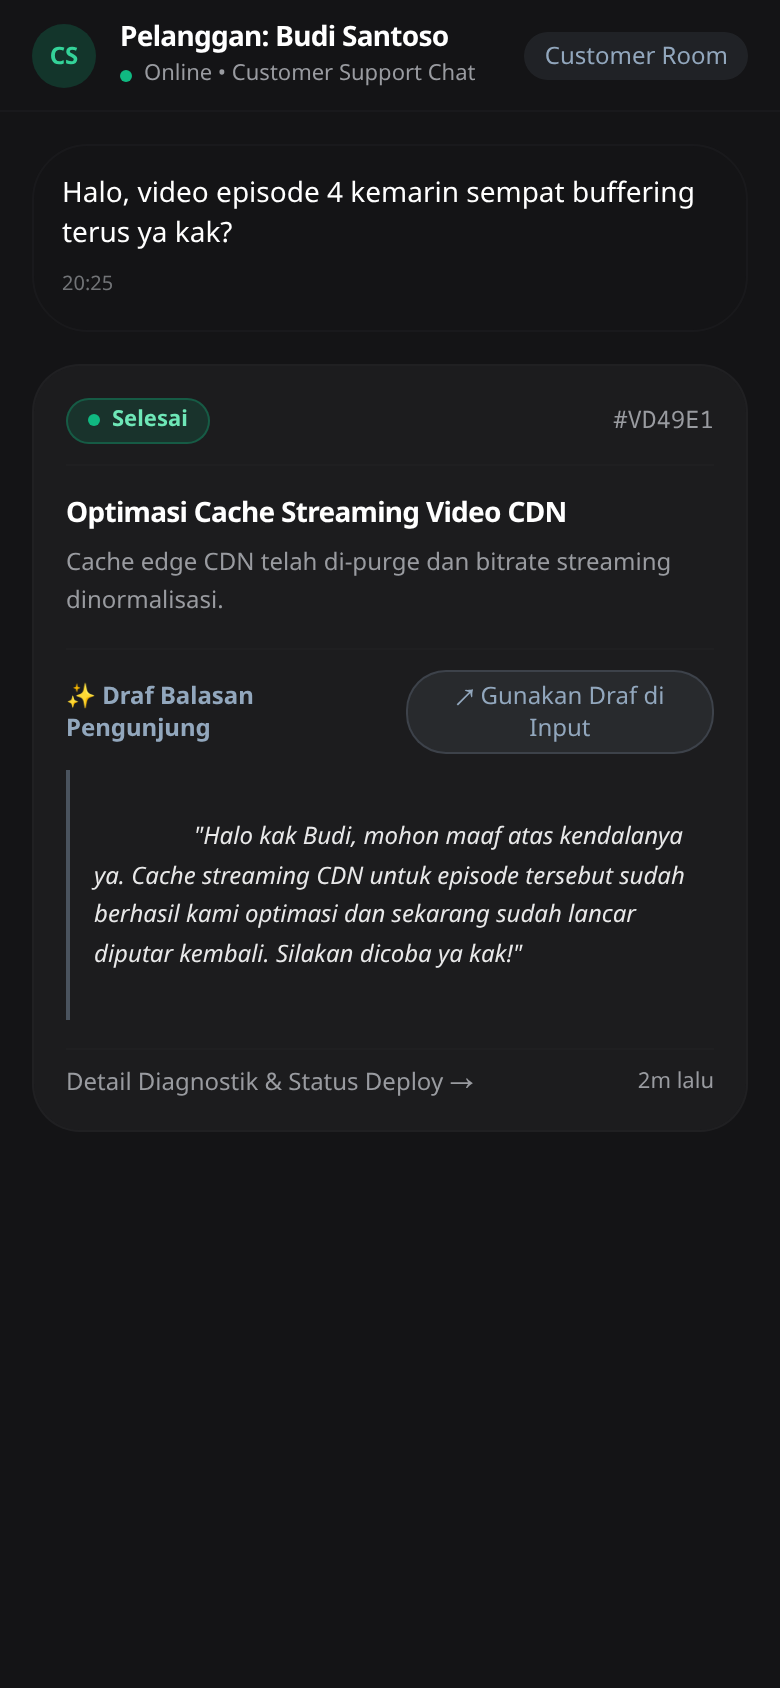 CS
Pelanggan: Budi Santoso
Online • Customer Support Chat
Customer Room
Halo, video episode 4 kemarin sempat buffering
terus ya kak?
20:25
Selesai
#VD49E1
Optimasi Cache Streaming Video CDN
Cache edge CDN telah di-purge dan bitrate streaming
dinormalisasi.
✨ Draf Balasan
Pengunjung
↗ Gunakan Draf di
Input
"Halo kak Budi, mohon maaf atas kendalanya
ya. Cache streaming CDN untuk episode tersebut sudah
berhasil kami optimasi dan sekarang sudah lancar
diputar kembali. Silakan dicoba ya kak!"
Detail Diagnostik & Status Deploy →
2m lalu